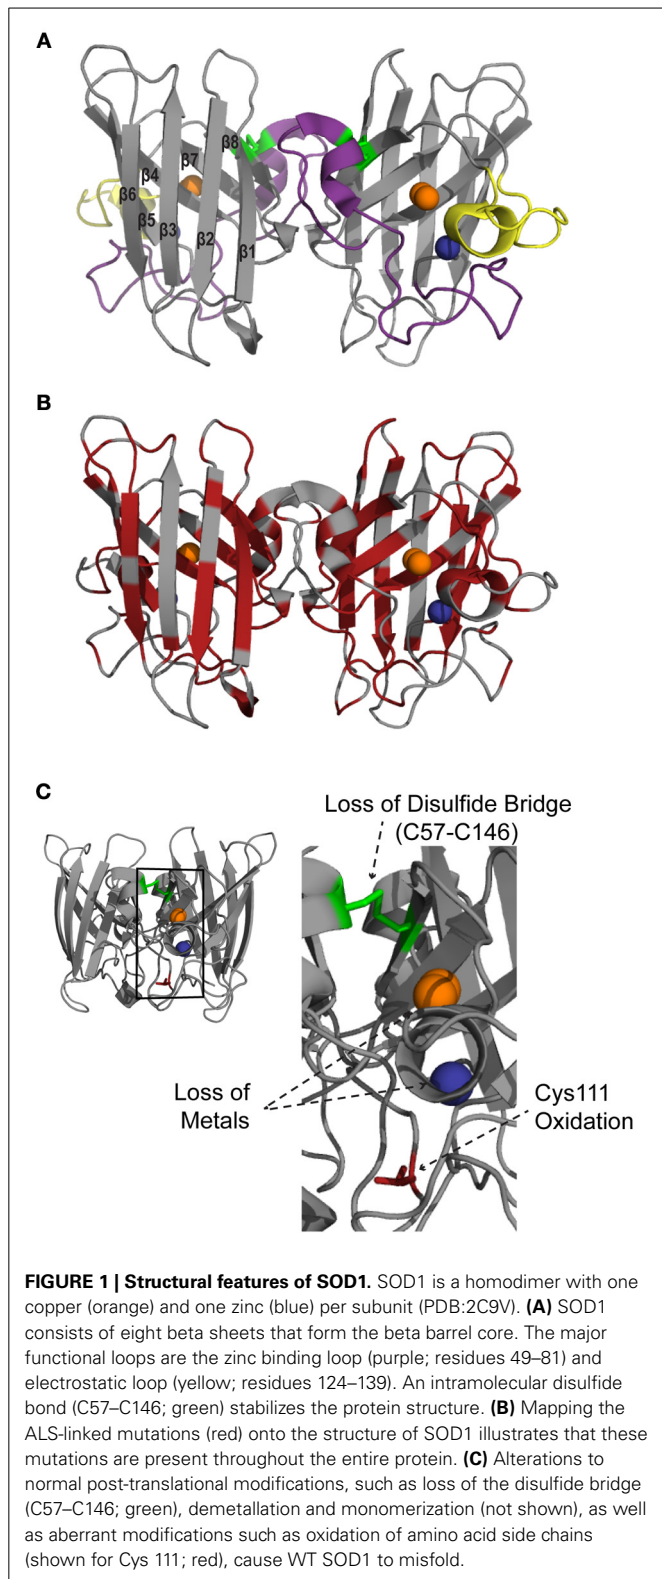 A
β8
β7
β4
β6
β5
β3
β2
β1
B
C
Loss of Disulfide Bridge
(C57-C146)
Loss of
Metals
Cys111
Oxidation
FIGURE 1 | Structural features of SOD1. SOD1 is a homodimer with one
copper (orange) and one zinc (blue) per subunit (PDB:2C9V). (A) SOD1
consists of eight beta sheets that form the beta barrel core. The major
functional loops are the zinc binding loop (purple; residues 49–81) and
electrostatic loop (yellow; residues 124–139). An intramolecular disulfide
bond (C57–C146; green) stabilizes the protein structure. (B) Mapping the
ALS-linked mutations (red) onto the structure of SOD1 illustrates that these
mutations are present throughout the entire protein. (C) Alterations to
normal post-translational modifications, such as loss of the disulfide bridge
(C57–C146; green), demetallation and monomerization (not shown), as well
as aberrant modifications such as oxidation of amino acid side chains
(shown for Cys 111; red), cause WT SOD1 to misfold.